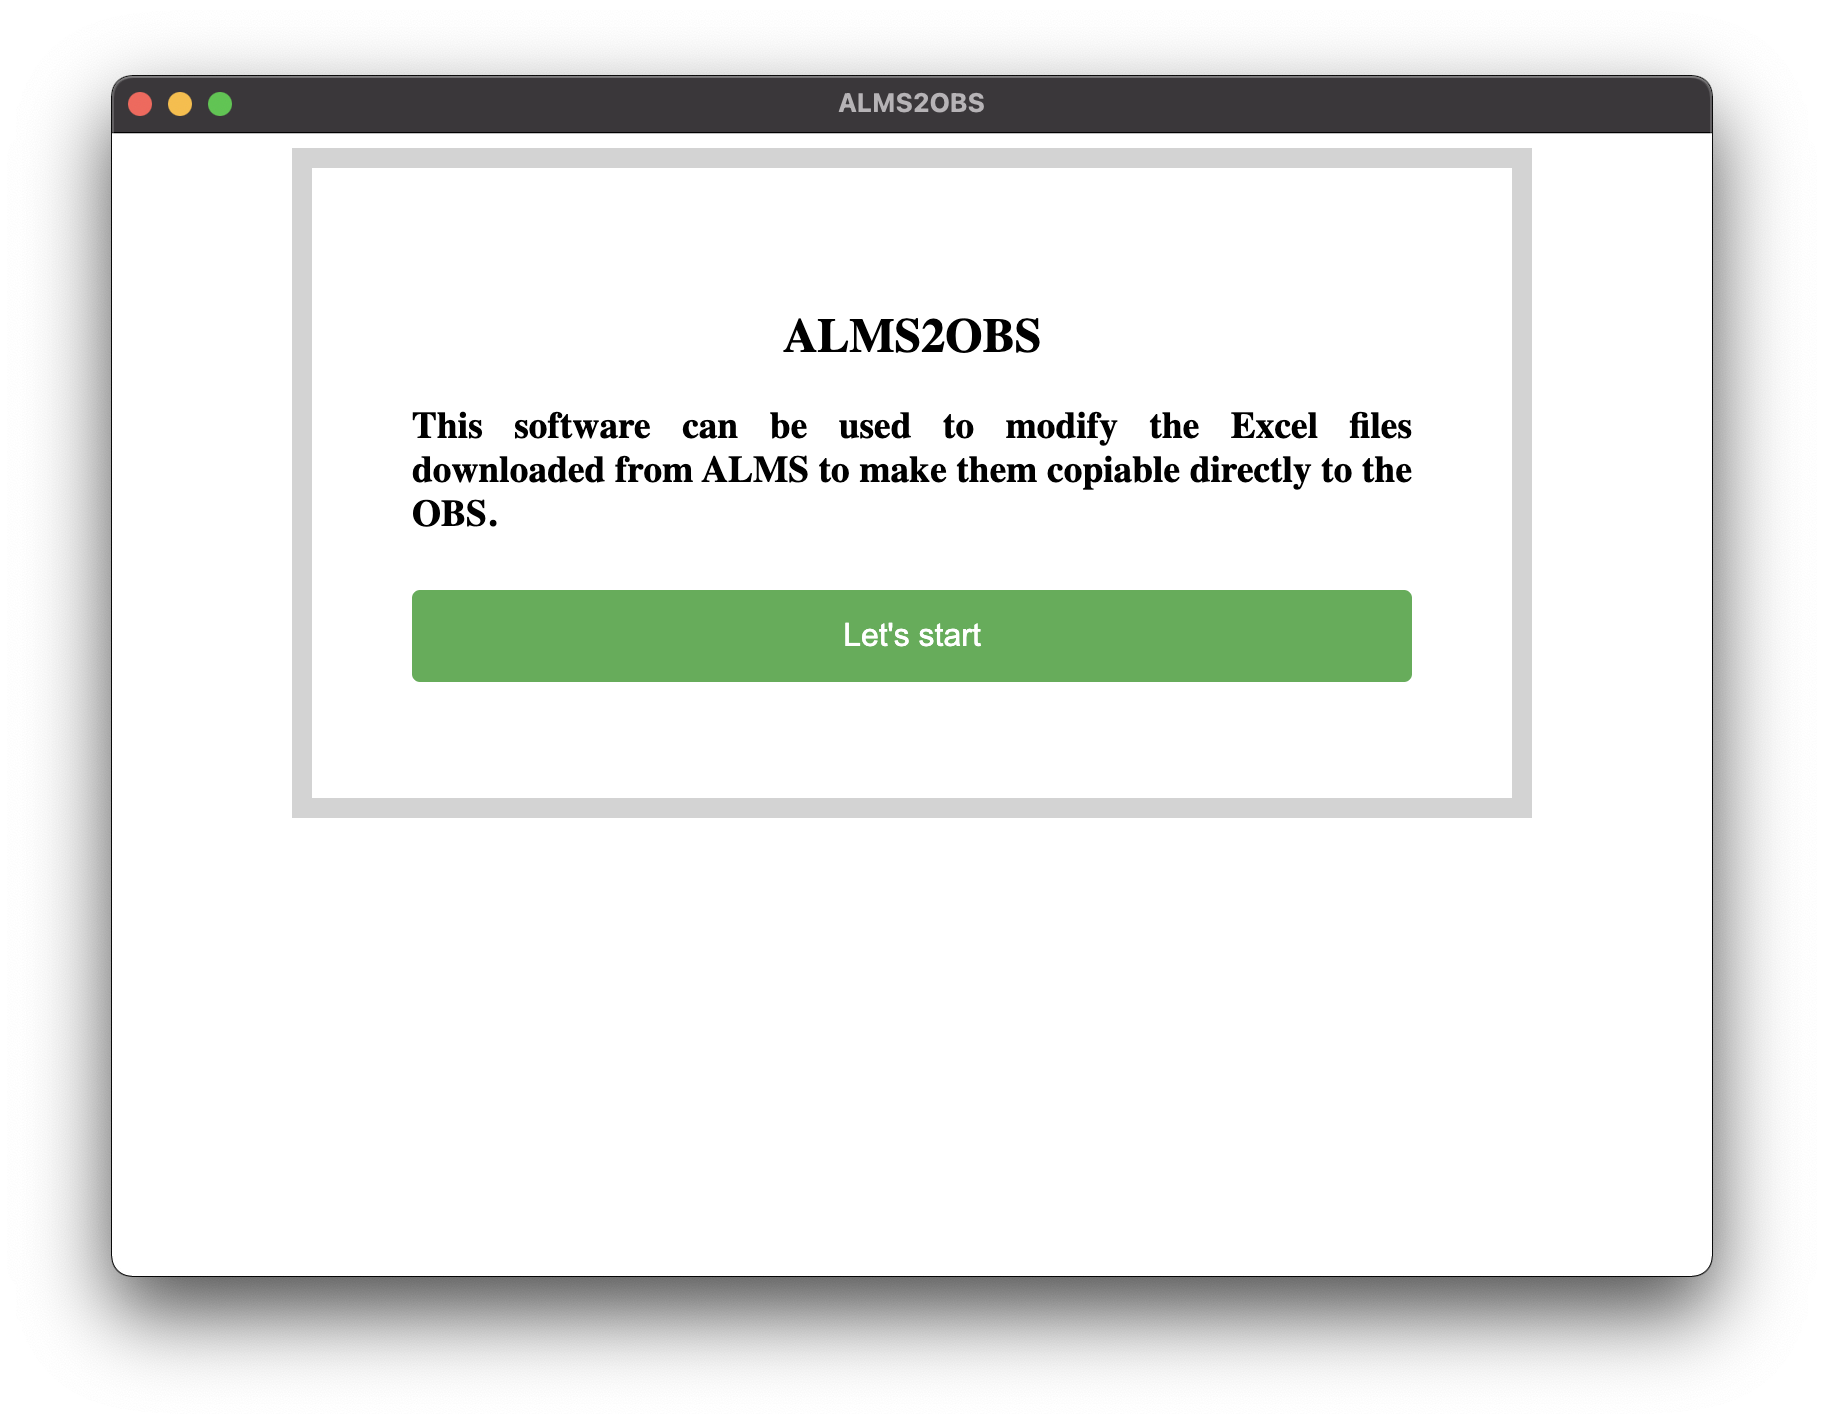 ALMS2OBS
ALMS2OBS
This software can be used to modify the Excel files
downloaded from ALMS to make them copiable directly to the
OBS.
Let's start